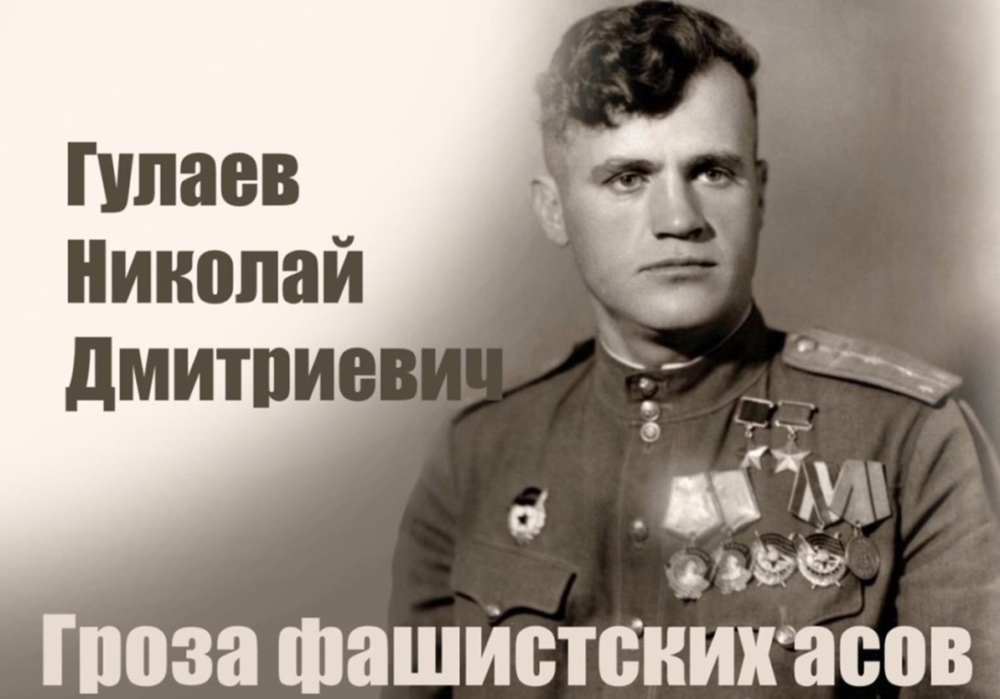 Гулаев
Николай
Дмитриевич
Гроза фашистских асов